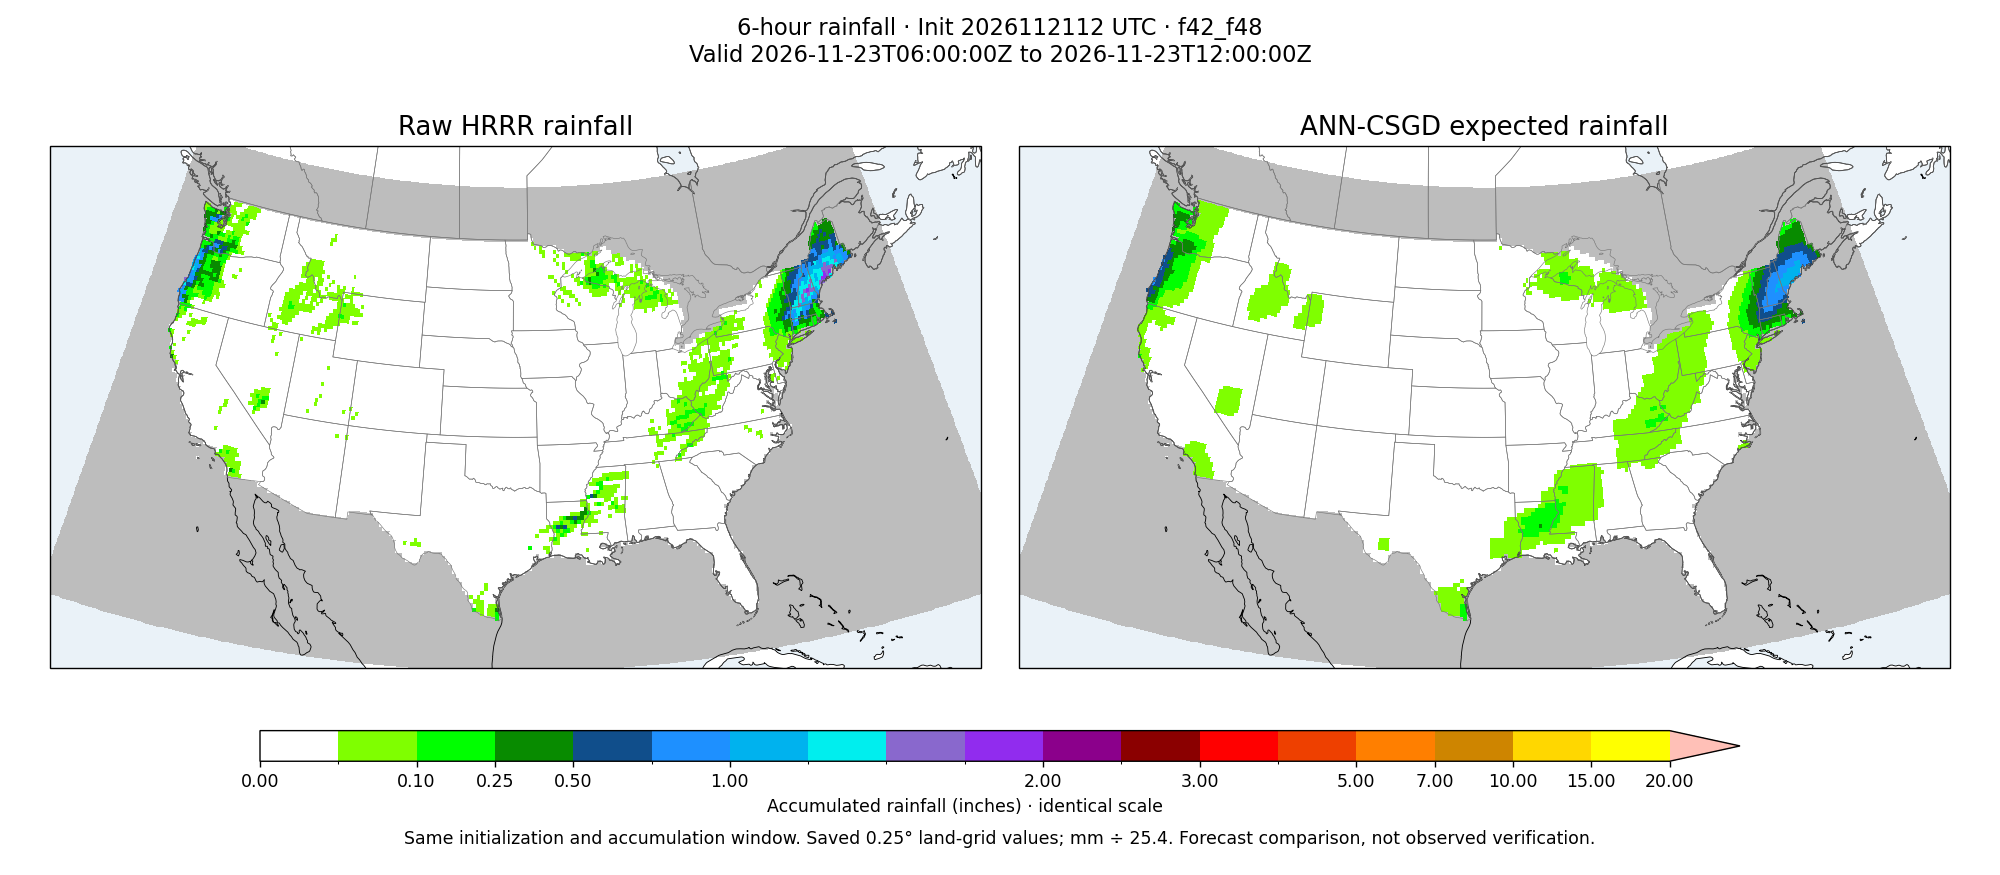 6-hour rainfall · Init 2026112112 UTC · f42_f48
Valid 2026-11-23T06:00:00Z to 2026-11-23T12:00:00Z
Raw HRRR rainfall
ANN-CSGD expected rainfall
0.00 0.10 0.25 0.50 1.00 2.00 3.00 5.00 7.00 10.00 15.00 20.00
Accumulated rainfall (inches) · identical scale
Same initialization and accumulation window. Saved 0.25° land-grid values; mm ÷ 25.4. Forecast comparison, not observed verification.